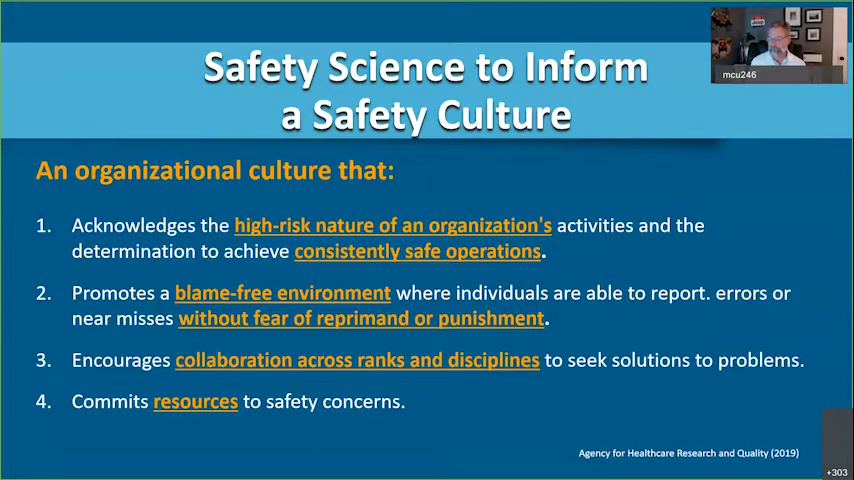 Safety Science to Inform
a Safety Culture
mcu246
An organizational culture that:
1. Acknowledges the high-risk nature of an organization's activities and the
determination to achieve consistently safe operations.
2. Promotes a blame-free environment where individuals are able to report. errors or
near misses without fear of reprimand or punishment.
3. Encourages collaboration across ranks and disciplines to seek solutions to problems.
4. Commits resources to safety concerns.
Agency for Healthcare Research and Quality (2019)
+303